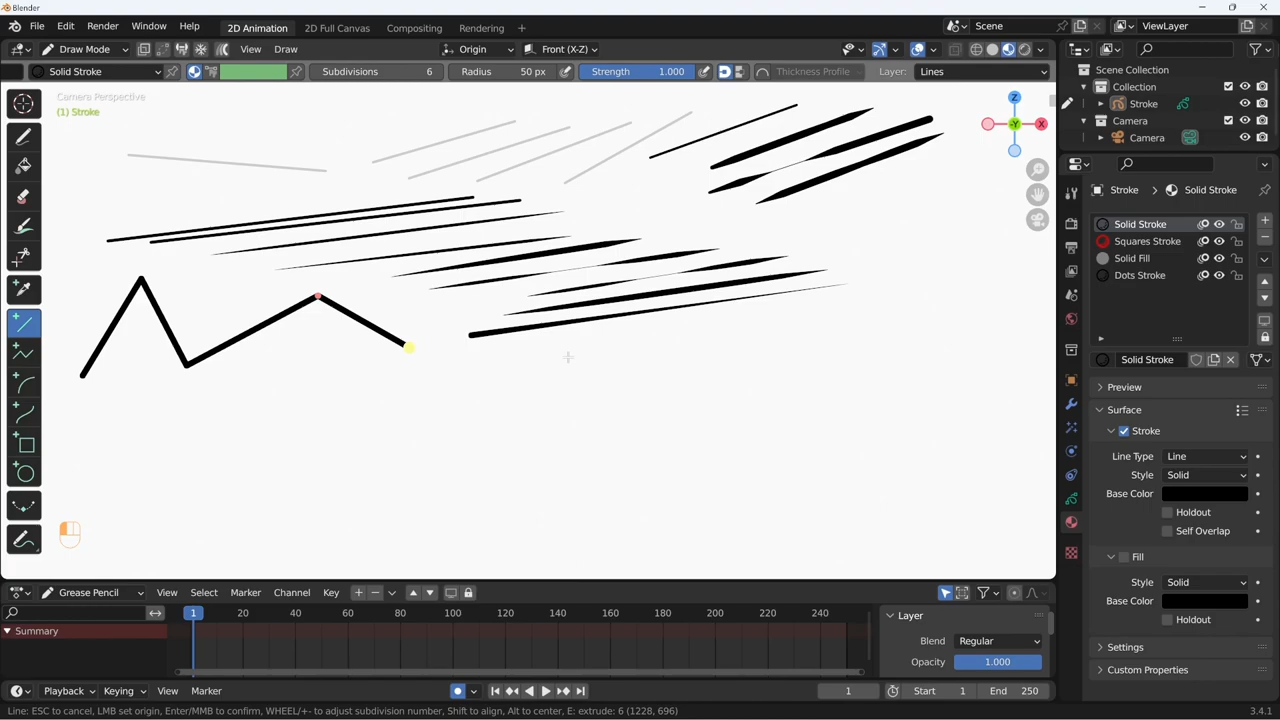 Blender
File Edit Render Window Help 2D Animation 2D Full Canvas Compositing Rendering + Scene ViewLayer
Draw Mode View Draw Origin Front (X-Z)
Solid Stroke Subdivisions 6 Radius 50 px Strength 1.000 Thickness Profile Layer: Lines
Camera Perspective
(1) Stroke
Z
-Y
X
Scene Collection
Collection
Stroke
Camera
Camera
Stroke > Solid Stroke
Solid Stroke
Squares Stroke
Solid Fill
Dots Stroke
Solid Stroke
Preview
Surface
Stroke
Line Type Line
Style Solid
Base Color
Holdout
Self Overlap
Fill
Style Solid
Base Color
Holdout
Settings
Custom Properties
Grease Pencil View Select Marker Channel Key
1 20 40 60 80 100 120 140 160 180 200 220 240
Summary
Layer
Blend Regular
Opacity 1.000
Playback Keying View Marker 1 Start 1 End 250
Line: ESC to cancel, LMB set origin, Enter/MMB to confirm, WHEEL/+- to adjust subdivision number, Shift to align, Alt to center, E: extrude: 6 (1228, 696)
3.4.1